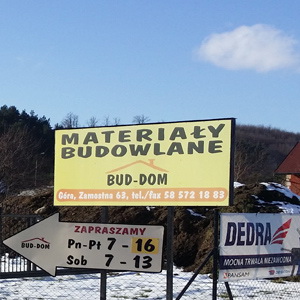 MATERIAŁY
BUDOWLANE
BUD-DOM
Góra, Zamostna 63, tel./fax 58 573 18 83
ZAPRASZAMY
BUD-DOM
Pn-Pt 7 - 16
Sob 7 - 13
DEDRA
MOCNA TRWAŁA NIEZAWODNA